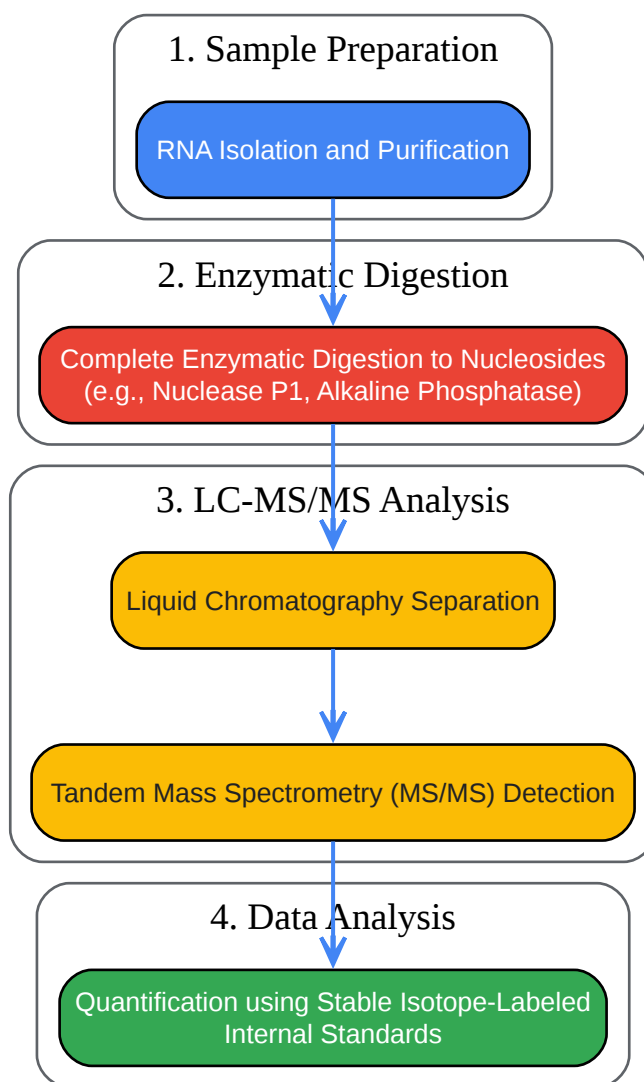 1. Sample Preparation
RNA Isolation and Purification
2. Enzymatic Digestion
Complete Enzymatic Digestion to Nucleosides
(e.g., Nuclease P1, Alkaline Phosphatase)
3. LC-MS/MS Analysis
Liquid Chromatography Separation
Tandem Mass Spectrometry (MS/MS) Detection
4. Data Analysis
Quantification using Stable Isotope-Labeled
Internal Standards